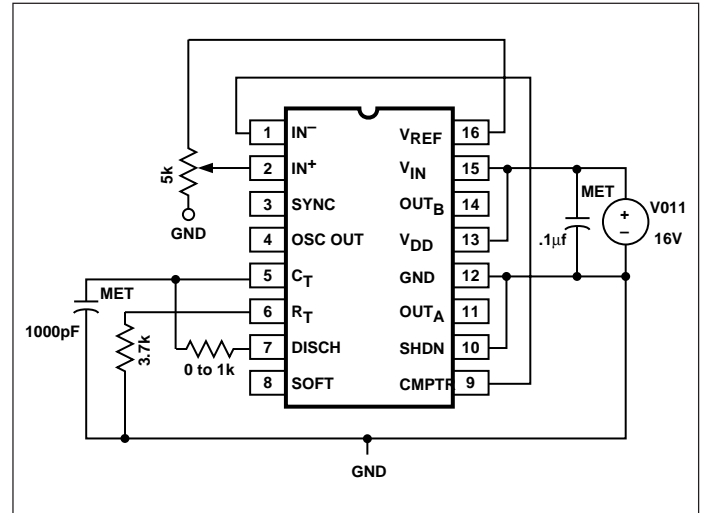 1 IN– VREF 16
2 IN+ VIN 15
3 SYNC OUTB 14
4 OSC OUT VDD 13
5 CT GND 12
6 RT OUTA 11
7 DISCH SHDN 10
8 SOFT CMPTR 9
5k
GND
MET
1000pF
3.7k
0 to 1k
MET
.1µf
V011
+
–
16V
GND